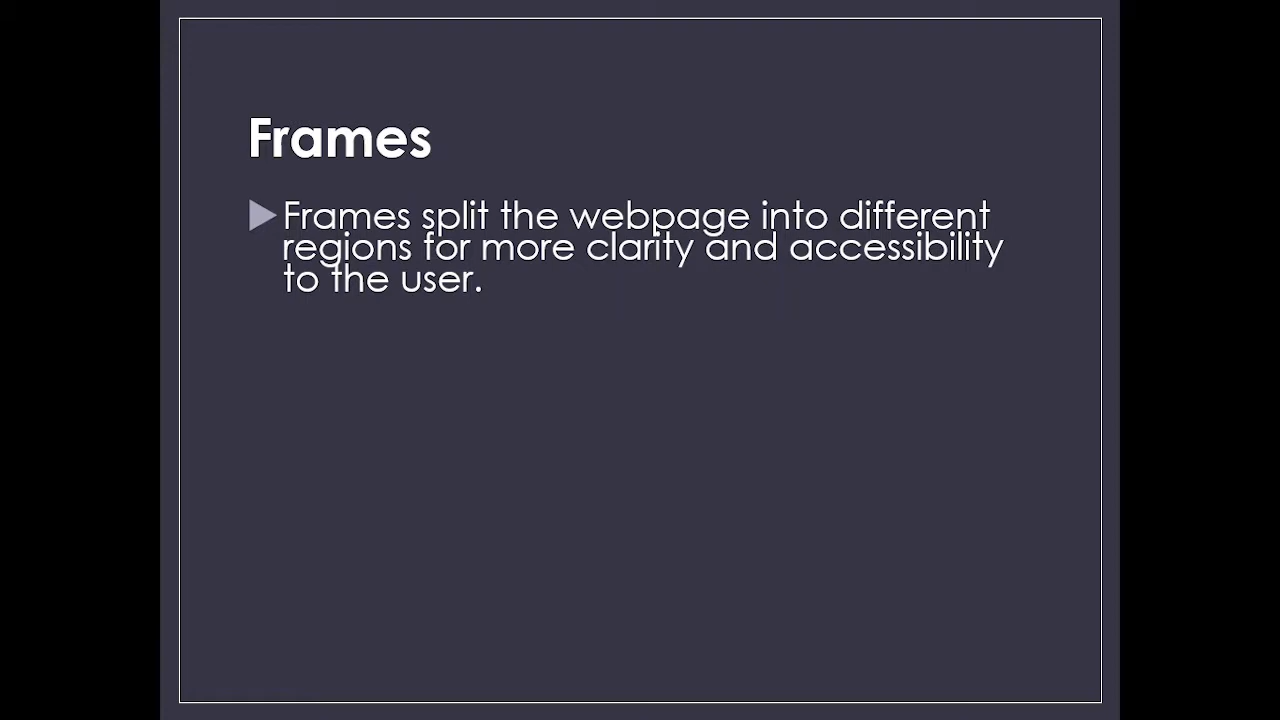 Frames
Frames split the webpage into different
regions for more clarity and accessibility
to the user.